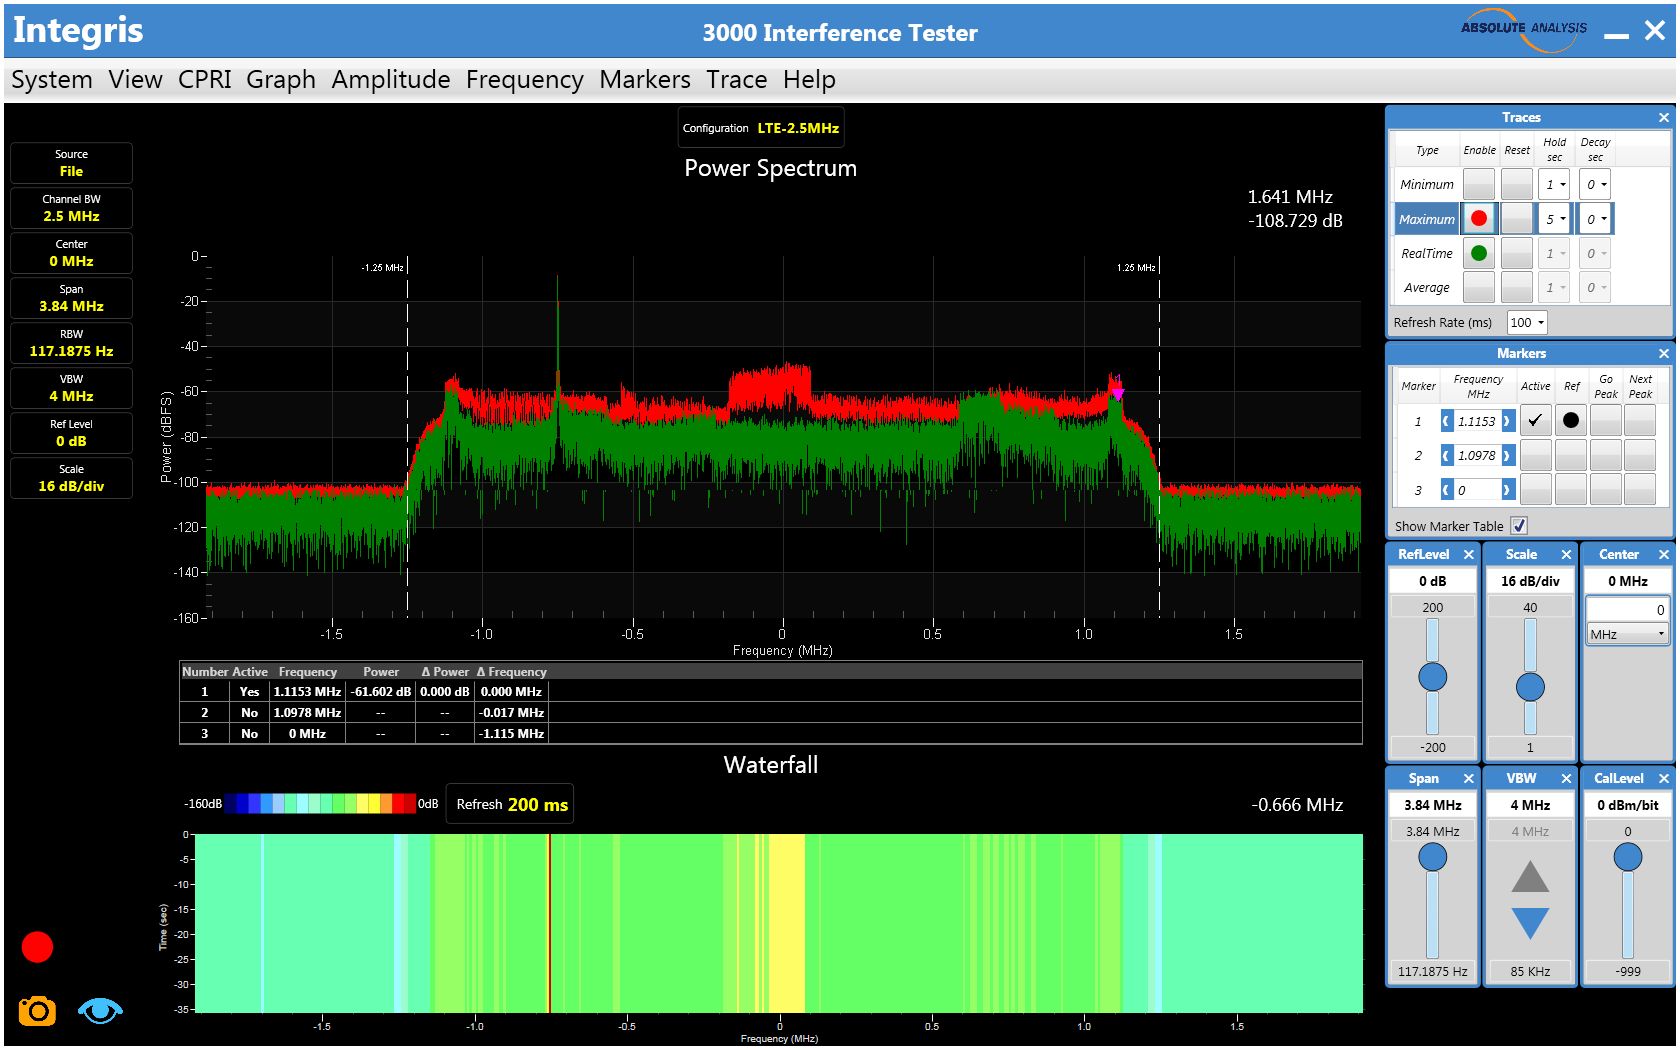 Integris
3000 Interference Tester
ABSOLUTE ANALYSIS
System View CPRI Graph Amplitude Frequency Markers Trace Help
Configuration LTE-2.5MHz
Power Spectrum
1.641 MHz
-108.729 dB
Source
File
Channel BW
2.5 MHz
Center
0 MHz
Span
3.84 MHz
RBW
117.1875 Hz
VBW
4 MHz
Ref Level
0 dB
Scale
16 dB/div
-1.25 MHz
1.25 MHz
Power (dBFS)
0
-20
-40
-60
-80
-100
-120
-140
-160
-1.5 -1.0 -0.5 0 0.5 1.0 1.5
Frequency (MHz)
Number Active Frequency Power Δ Power Δ Frequency
1 Yes 1.1153 MHz -61.602 dB 0.000 dB 0.000 MHz
2 No 1.0978 MHz -- -- -0.017 MHz
3 No 0 MHz -- -- -1.115 MHz
Waterfall
-160dB 0dB
Refresh 200 ms
-0.666 MHz
Time (sec)
0
-5
-10
-15
-20
-25
-30
-35
-1.5 -1.0 -0.5 0 0.5 1.0 1.5
Frequency (MHz)
Traces
Type Enable Reset Hold sec Decay sec
Minimum 1 0
Maximum 5 0
RealTime 1 0
Average 1 0
Refresh Rate (ms) 100
Markers
Marker Frequency MHz Active Ref Go Peak Next Peak
1 1.1153
2 1.0978
3 0
Show Marker Table
RefLevel
0 dB
200
-200
Scale
16 dB/div
40
1
Center
0 MHz
0
MHz
Span
3.84 MHz
3.84 MHz
117.1875 Hz
VBW
4 MHz
4 MHz
85 KHz
CalLevel
0 dBm/bit
0
-999